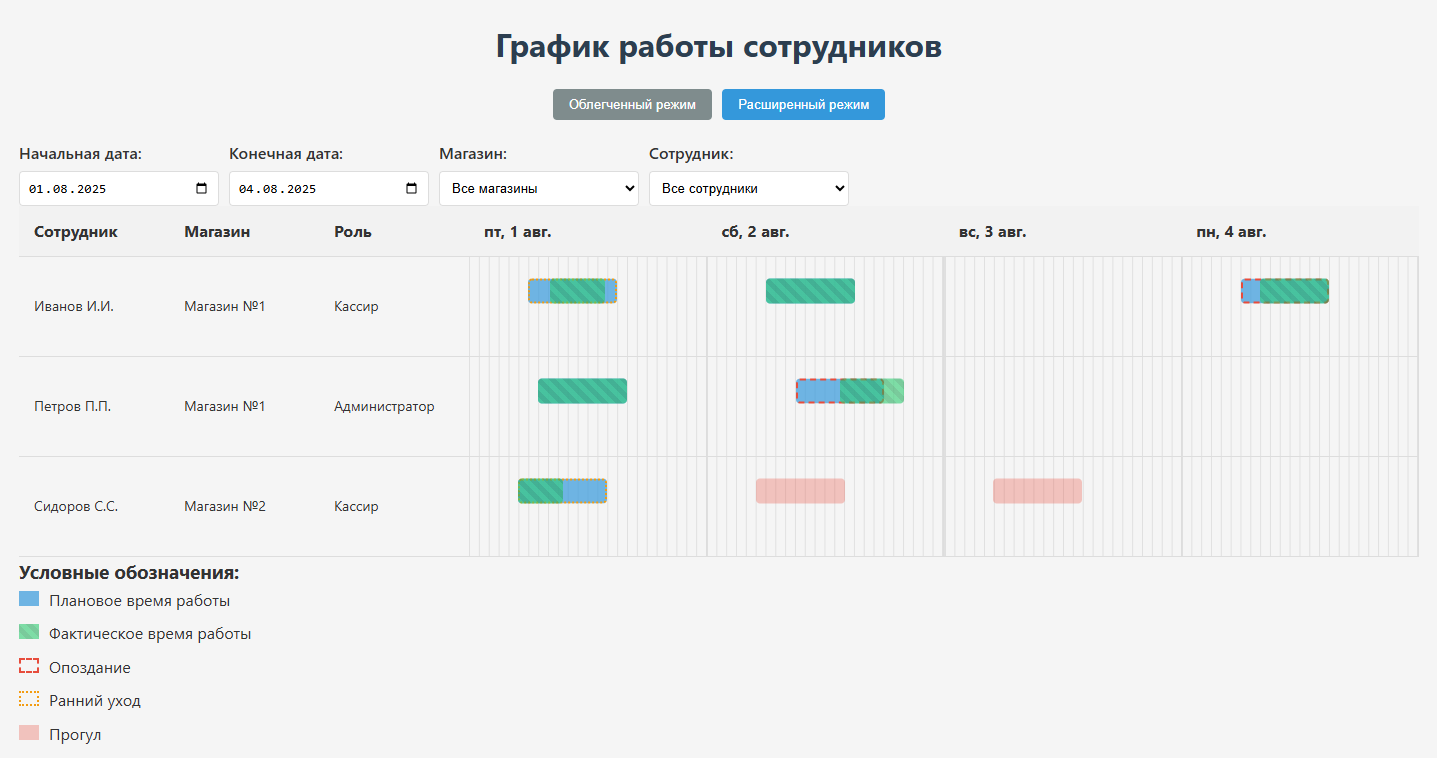 График работы сотрудников
Облегченный режим Расширенный режим
Начальная дата: Конечная дата: Магазин: Сотрудник:
01.08.2025 04.08.2025 Все магазины Все сотрудники
Сотрудник Магазин Роль пт, 1 авг. сб, 2 авг. вс, 3 авг. пн, 4 авг.
Иванов И.И. Магазин №1 Кассир
Петров П.П. Магазин №1 Администратор
Сидоров С.С. Магазин №2 Кассир
Условные обозначения:
Плановое время работы
Фактическое время работы
Опоздание
Ранний уход
Прогул